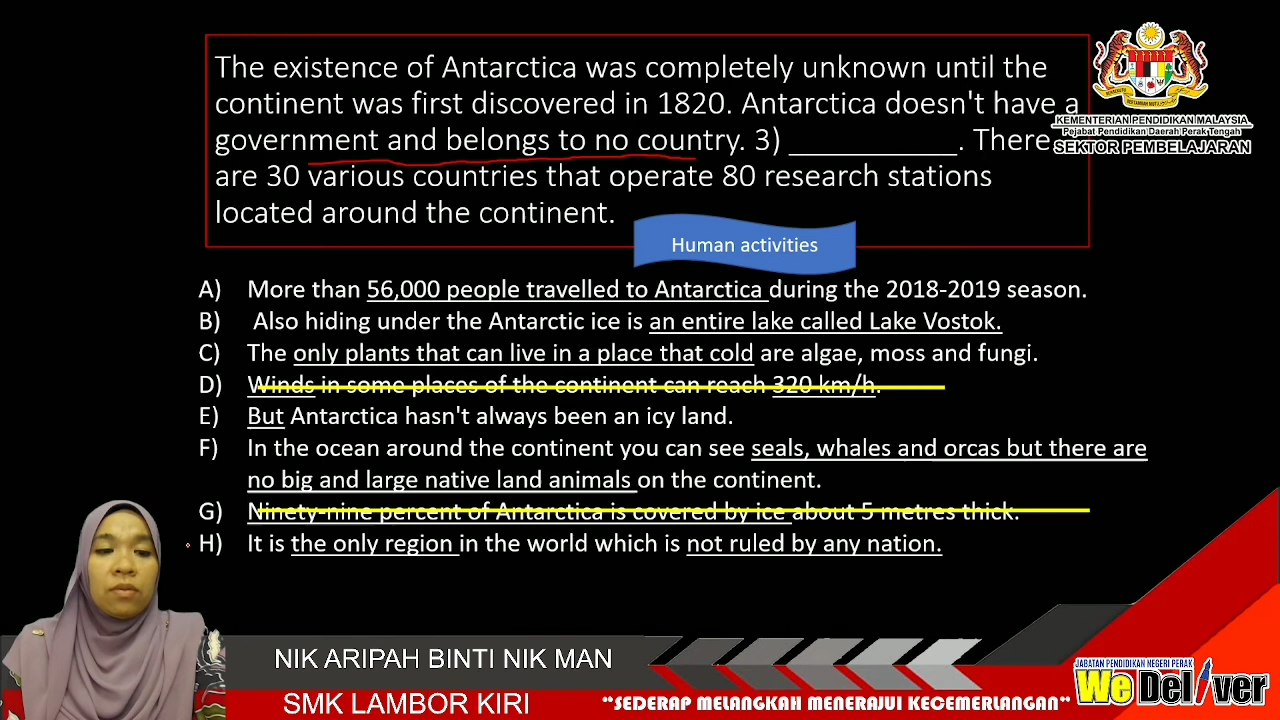 The existence of Antarctica was completely unknown until the
continent was first discovered in 1820. Antarctica doesn't have a
government and belongs to no country. 3) ____________. There
are 30 various countries that operate 80 research stations
located around the continent.
Human activities
KEMENTERIAN PENDIDIKAN MALAYSIA
Pejabat Pendidikan Daerah Perak Tengah
SEKTOR PEMBELAJARAN
A) More than 56,000 people travelled to Antarctica during the 2018-2019 season.
B) Also hiding under the Antarctic ice is an entire lake called Lake Vostok.
C) The only plants that can live in a place that cold are algae, moss and fungi.
D) Winds in some places of the continent can reach 320 km/h.
E) But Antarctica hasn't always been an icy land.
F) In the ocean around the continent you can see seals, whales and orcas but there are
no big and large native land animals on the continent.
G) Ninety-nine percent of Antarctica is covered by ice about 5 metres thick.
H) It is the only region in the world which is not ruled by any nation.
NIK ARIPAH BINTI NIK MAN
SMK LAMBOR KIRI
"SEDERAP MELANGKAH MENERAJUI KECEMERLANGAN"
JABATAN PENDIDIKAN NEGERI PERAK
We Deliver